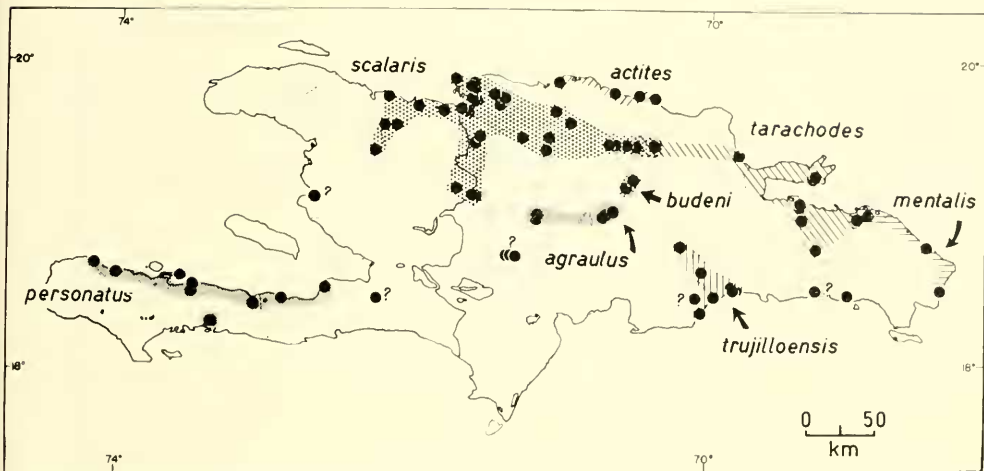 74° 70°
20° 20°
scalaris actites
tarachodes
?
budeni mentalis
?
agraulus
personatus ? ? ?
trujilloensis
18° 18°
0 50
km
74° 70°